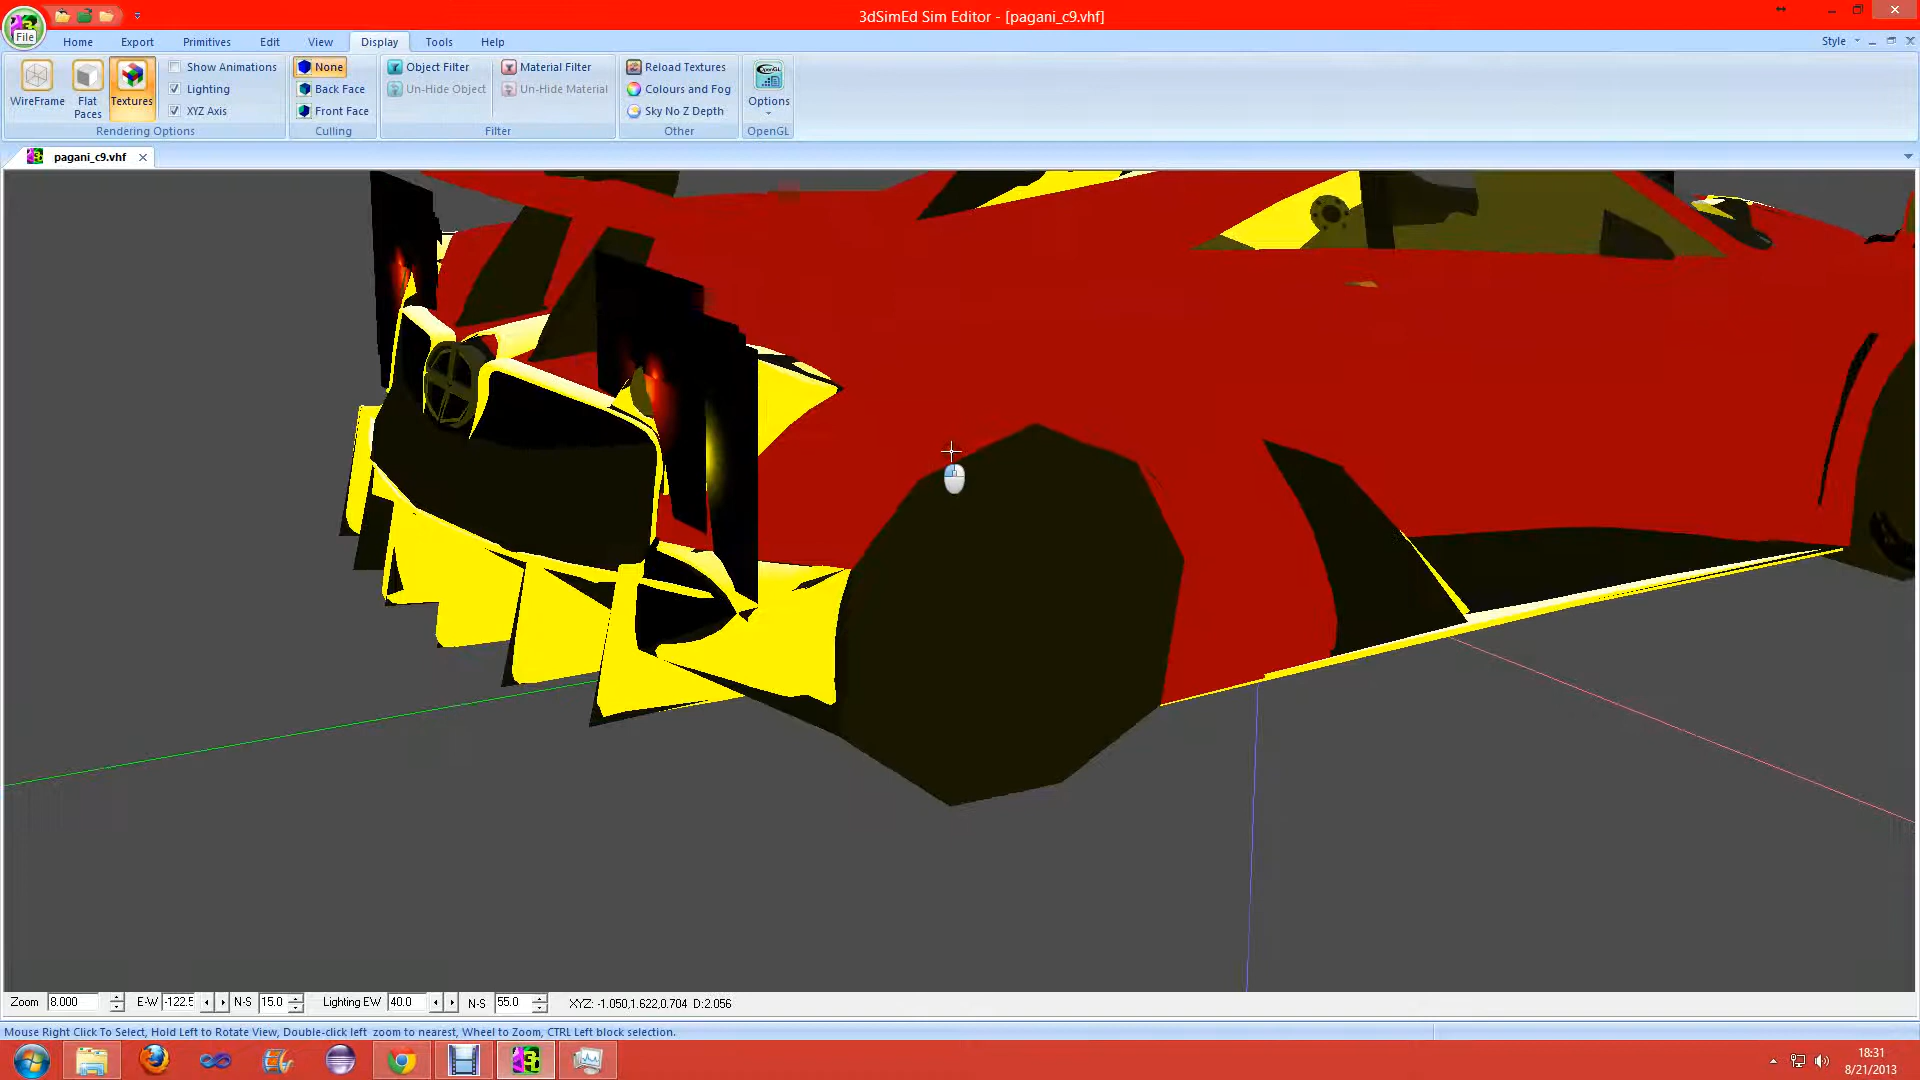 3dSimEd Sim Editor - [pagani_c9.vhf]
File
Home Export Primitives Edit View Display Tools Help
Style
WireFrame
Flat Paces
Textures
Show Animations
Lighting
XYZ Axis
Rendering Options
None
Back Face
Front Face
Culling
Object Filter
Un-Hide Object
Material Filter
Un-Hide Material
Filter
Reload Textures
Colours and Fog
Sky No Z Depth
Other
OpenGL
Options
OpenGL
pagani_c9.vhf
Zoom 8.000 E-W -122.5 N-S 15.0 Lighting EW 40.0 N-S 55.0 XYZ: -1.050,1.622,0.704 D:2.056
Mouse Right Click To Select, Hold Left to Rotate View, Double-click left zoom to nearest, Wheel to Zoom, CTRL Left block selection.
18:31
8/21/2013